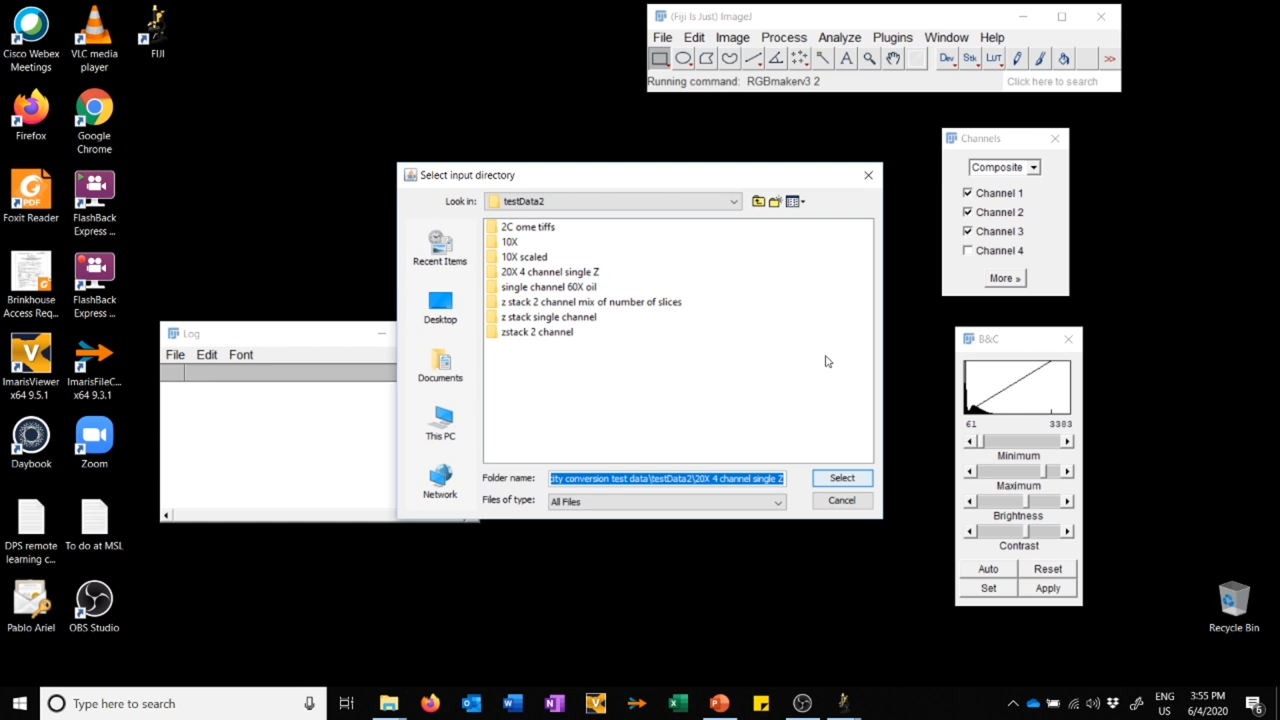 Cisco Webex
Meetings
VLC media
player
FIJI
Firefox
Google
Chrome
Foxit Reader
FlashBack
Express ...
Brinkhouse
Access Req...
FlashBack
Express ...
ImarisViewer
x64 9.5.1
ImarisFileC...
x64 9.3.1
Daybook
Zoom
DPS remote
learning c...
To do at MSL
Pablo Ariel
OBS Studio
(Fiji Is Just) ImageJ
File Edit Image Process Analyze Plugins Window Help
A Dev Stk LUT >>
Running command: RGBmakerv3 2
Click here to search
Channels
Composite
Channel 1
Channel 2
Channel 3
Channel 4
More »
Select input directory
Look in: testData2
Recent Items
Desktop
Documents
This PC
Network
2C ome tiffs
10X
10X scaled
20X 4 channel single Z
single channel 60X oil
z stack 2 channel mix of number of slices
z stack single channel
zstack 2 channel
Folder name: ity conversion test data\testData2\20X 4 channel single Z
Select
Files of type: All Files
Cancel
Log
File Edit Font
B&C
61 3383
Minimum
Maximum
Brightness
Contrast
Auto Reset
Set Apply
Recycle Bin
Type here to search
ENG
US
3:55 PM
6/4/2020
6